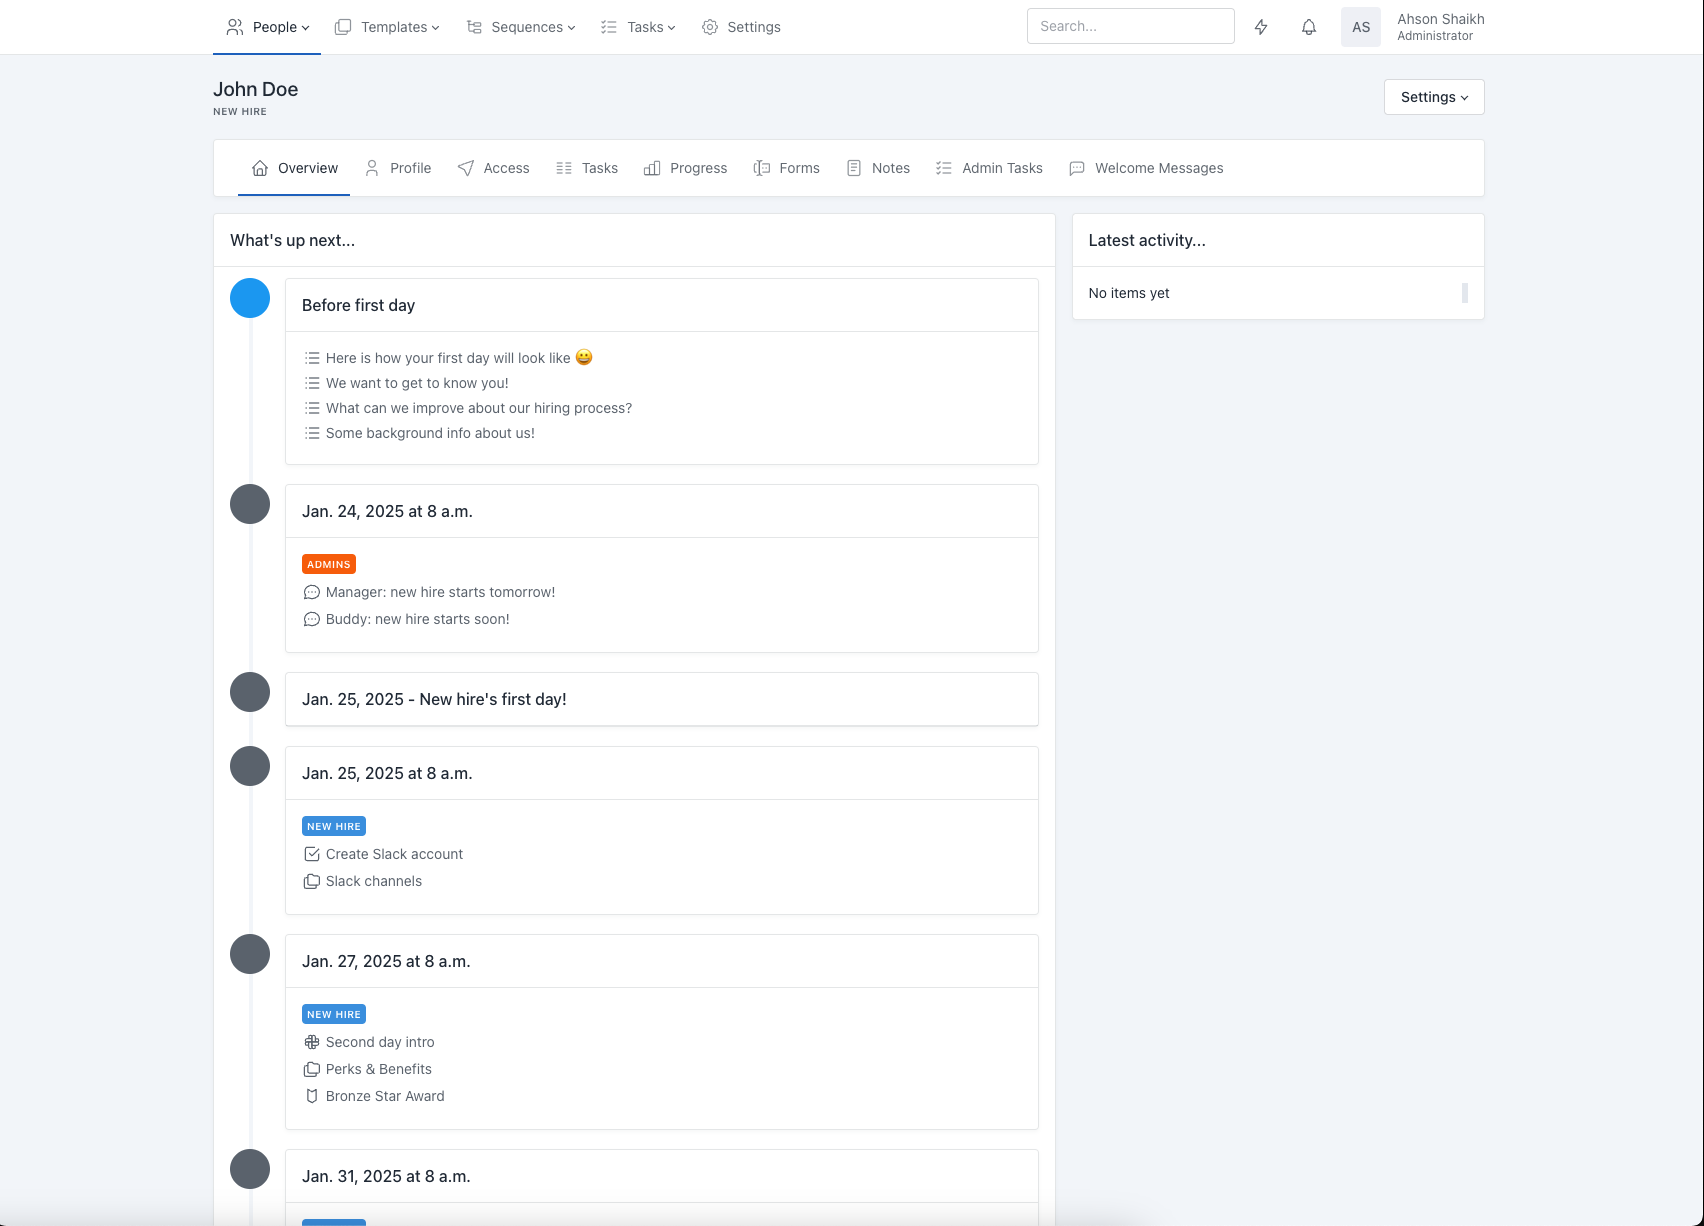 People Templates Sequences Tasks Settings Search... AS Ahson Shaikh
Administrator
John Doe
NEW HIRE
Settings
Overview Profile Access Tasks Progress Forms Notes Admin Tasks Welcome Messages
What's up next...
Before first day
Here is how your first day will look like 😀
We want to get to know you!
What can we improve about our hiring process?
Some background info about us!
Jan. 24, 2025 at 8 a.m.
ADMINS
Manager: new hire starts tomorrow!
Buddy: new hire starts soon!
Jan. 25, 2025 - New hire's first day!
Jan. 25, 2025 at 8 a.m.
NEW HIRE
Create Slack account
Slack channels
Jan. 27, 2025 at 8 a.m.
NEW HIRE
Second day intro
Perks & Benefits
Bronze Star Award
Jan. 31, 2025 at 8 a.m.
Latest activity...
No items yet